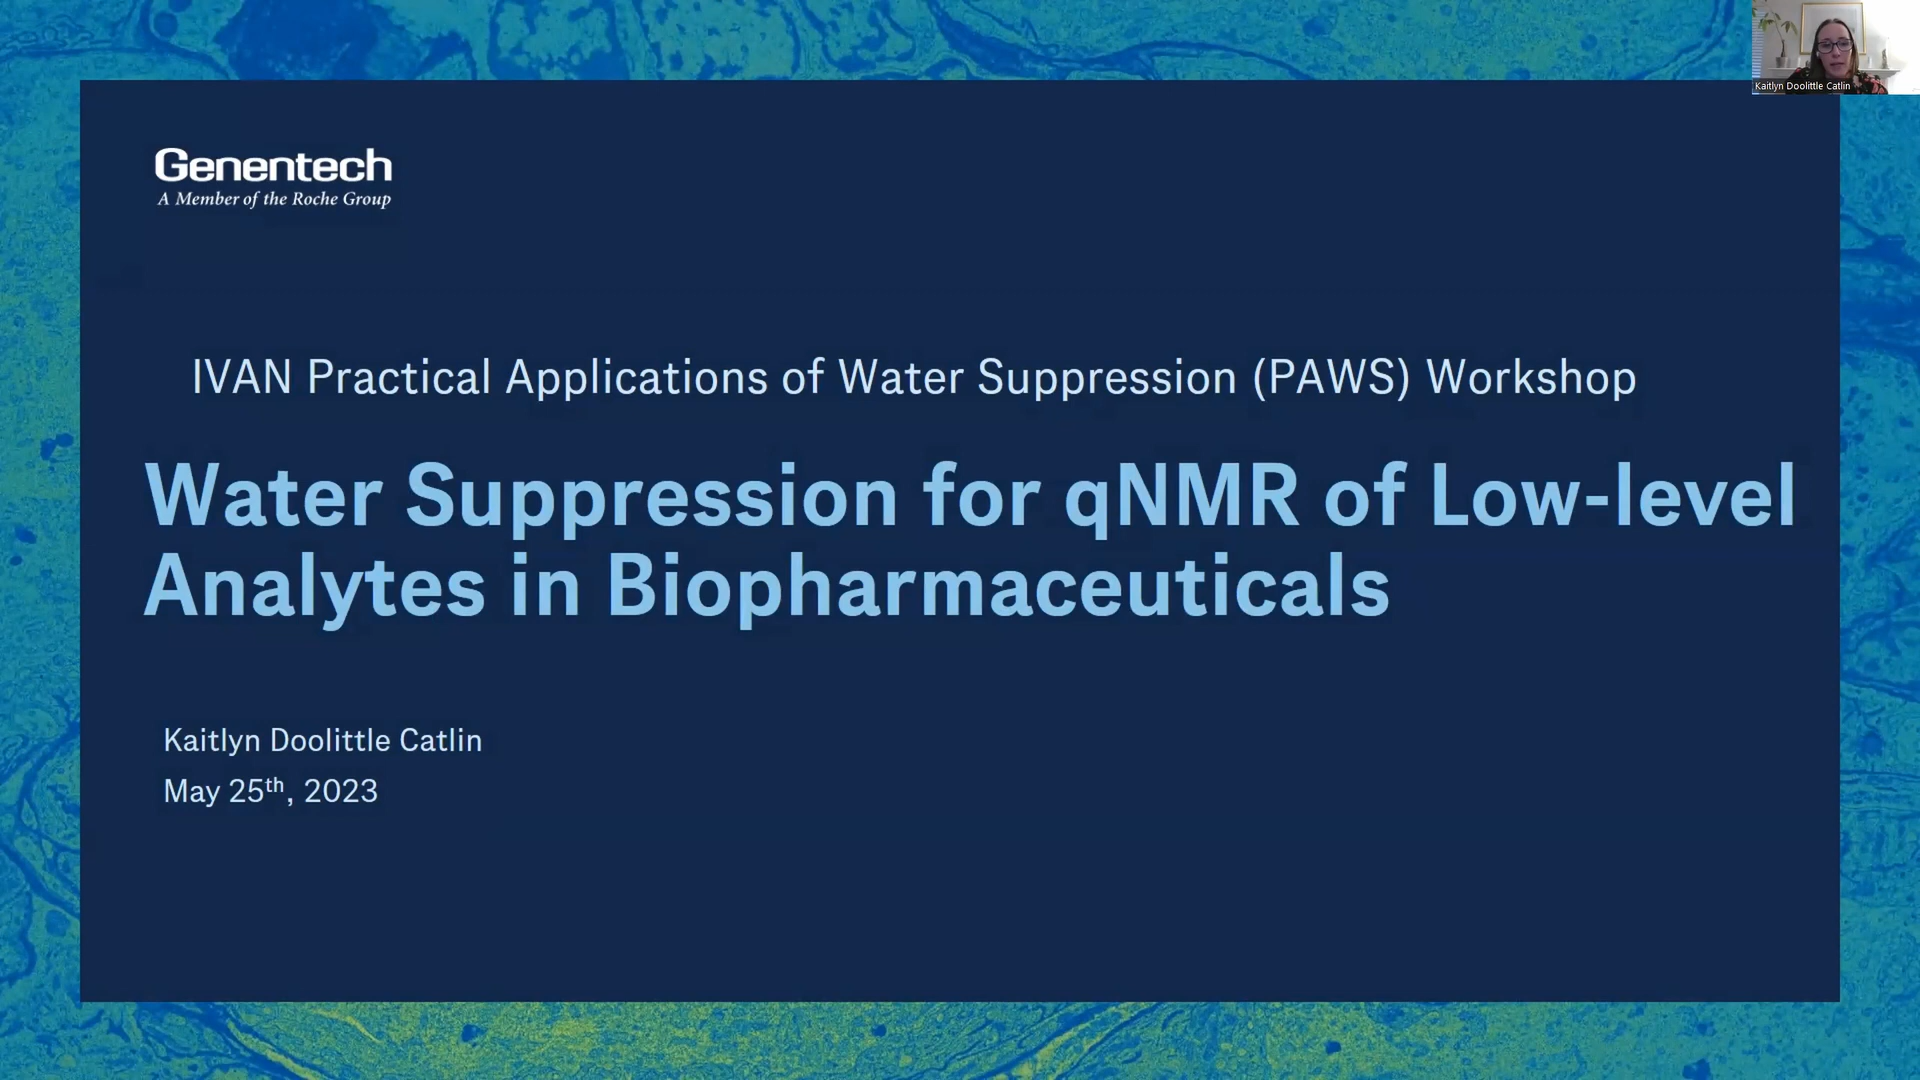 Kaitlyn Doolittle Catlin
Genentech
A Member of the Roche Group
IVAN Practical Applications of Water Suppression (PAWS) Workshop
Water Suppression for qNMR of Low-level
Analytes in Biopharmaceuticals
Kaitlyn Doolittle Catlin
May 25th, 2023